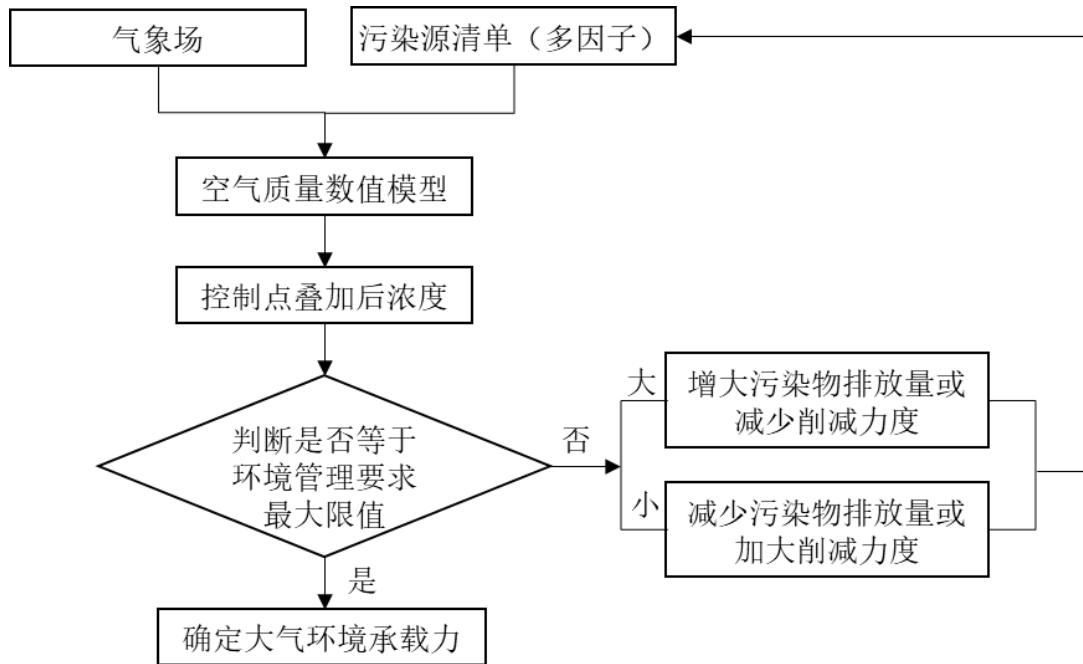 气象场
污染源清单（多因子）
空气质量数值模型
控制点叠加后浓度
判断是否等于
环境管理要求
最大限值
否
大
增大污染物排放量或
减少削减力度
小
减少污染物排放量或
加大削减力度
是
确定大气环境承载力